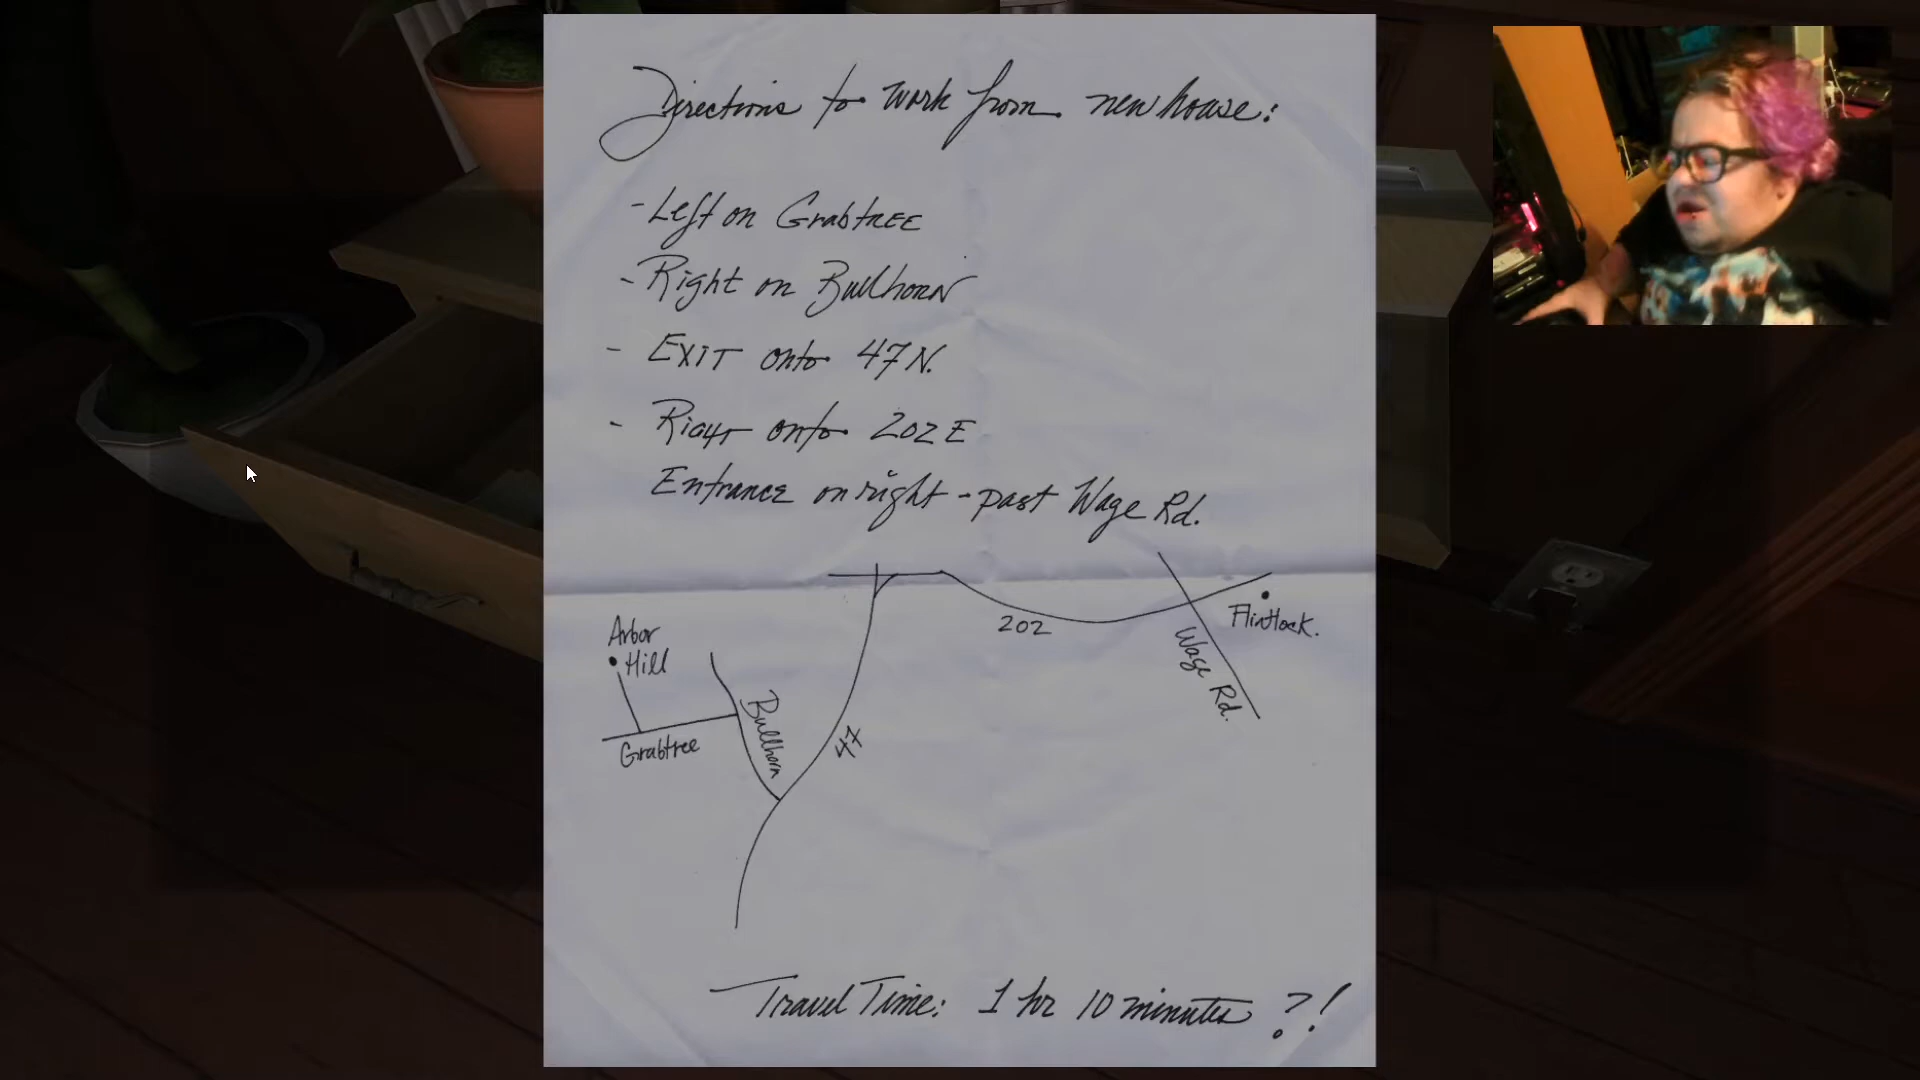 Directions to work from new house:
- Left on Grabtree
- Right on Bullhorn
- Exit onto 47 N.
- Right onto 202 E
Entrance on right - past Wage Rd.
Arbor
Hill
Grabtree
Bullhorn
47
202
Wage Rd.
Flintlock.
Travel Time: 1 hr 10 minutes ?!